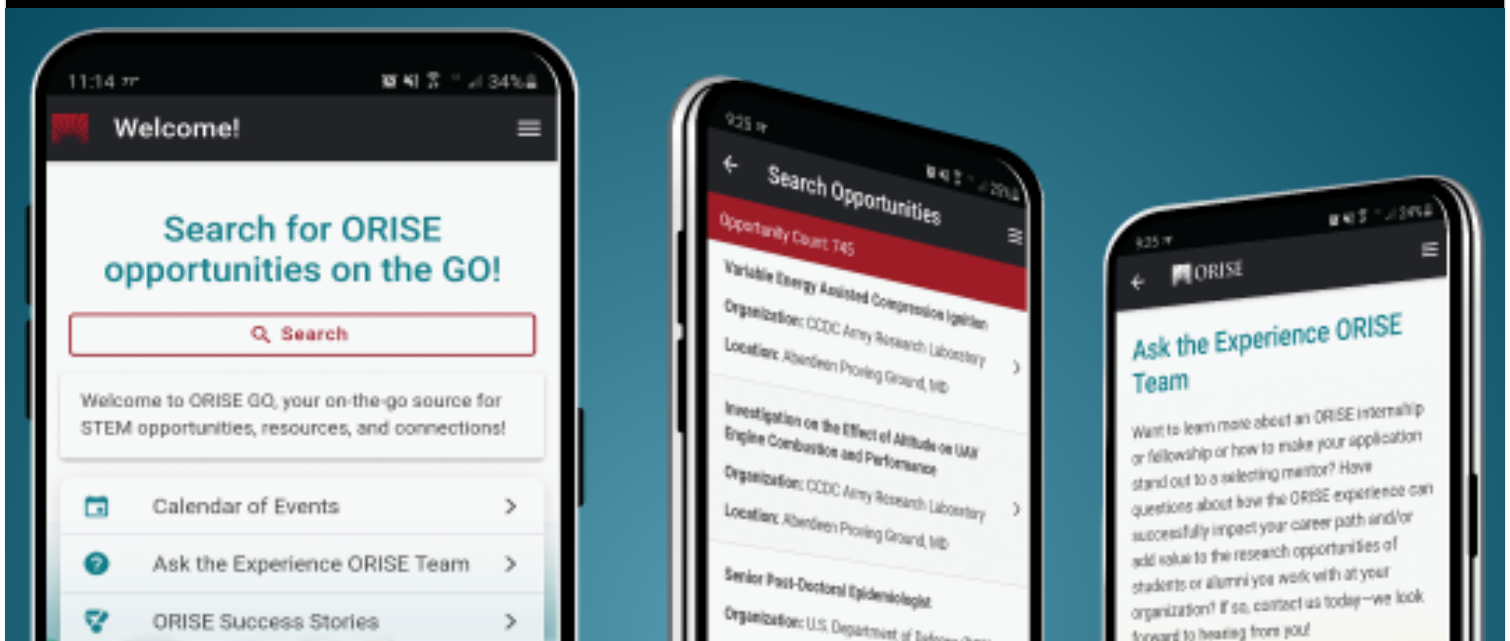 11:14
34%
Welcome!
Search for ORISE
opportunities on the GO!
Search
Welcome to ORISE GO, your on-the-go source for
STEM opportunities, resources, and connections!
Calendar of Events
Ask the Experience ORISE Team
ORISE Success Stories
9:25
Search Opportunities
Opportunity Count: 745
Variable Energy Assisted Compression Ignition
Organization: CCDC Army Research Laboratory
Location: Aberdeen Proving Ground, MD
Investigation on the Effect of Altitude on UAV
Engine Combustion and Performance
Organization: CCDC Army Research Laboratory
Location: Aberdeen Proving Ground, MD
Senior Post-Doctoral Epidemiologist
Organization: U.S. Department of Defense
9:25
ORISE
Ask the Experience ORISE
Team
Want to learn more about an ORISE internship
or fellowship or how to make your application
stand out to a selecting mentor? Have
questions about how the ORISE experience can
successfully impact your career path and/or
add value to the research opportunities of
students or alumni you work with at your
organization? If so, contact us today—we look
forward to hearing from you!